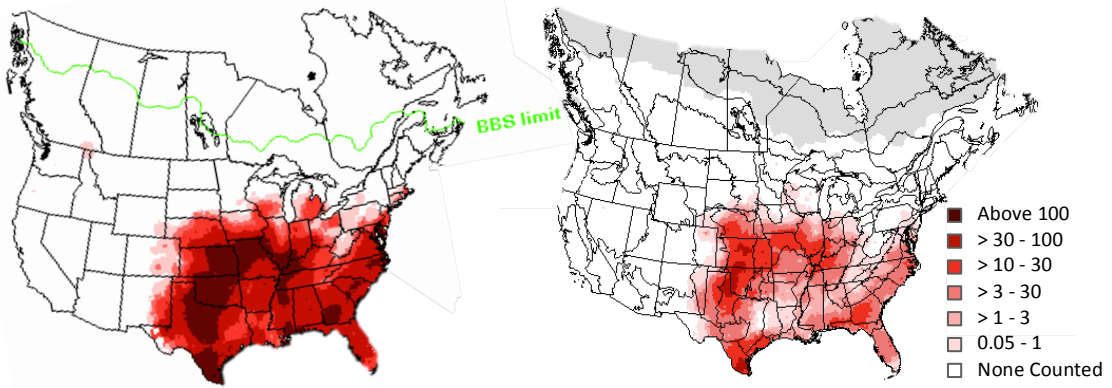 BBS limit
Above 100
> 30 - 100
> 10 - 30
> 3 - 30
> 1 - 3
0.05 - 1
None Counted